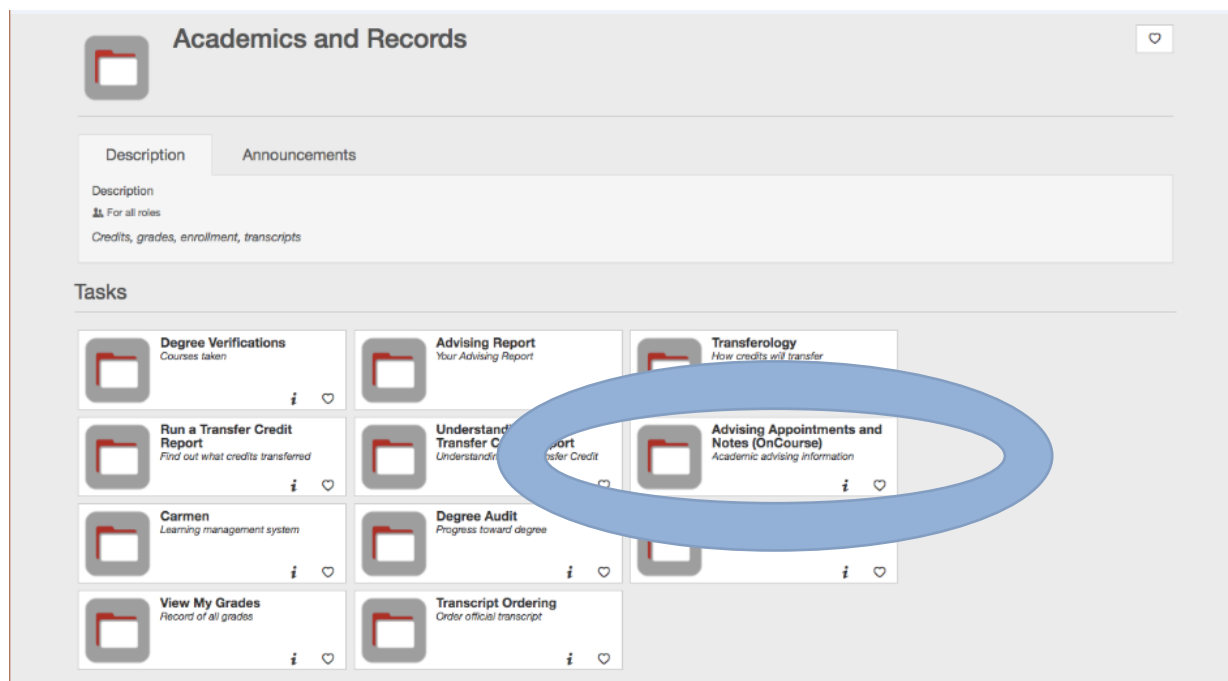 Academics and Records
Description
Announcements
Description
For all roles
Credits, grades, enrollment, transcripts
Tasks
Degree Verifications
Courses taken
Advising Report
Your Advising Report
Transferology
How credits will transfer
Run a Transfer Credit
Report
Find out what credits transferred
Transfer
Credit
Advising Appointments and
Notes (OnCourse)
Academic advising information
Carmen
Learning management system
Degree Audit
Progress toward degree
View My Grades
Record of all grades
Transcript Ordering
Order official transcript